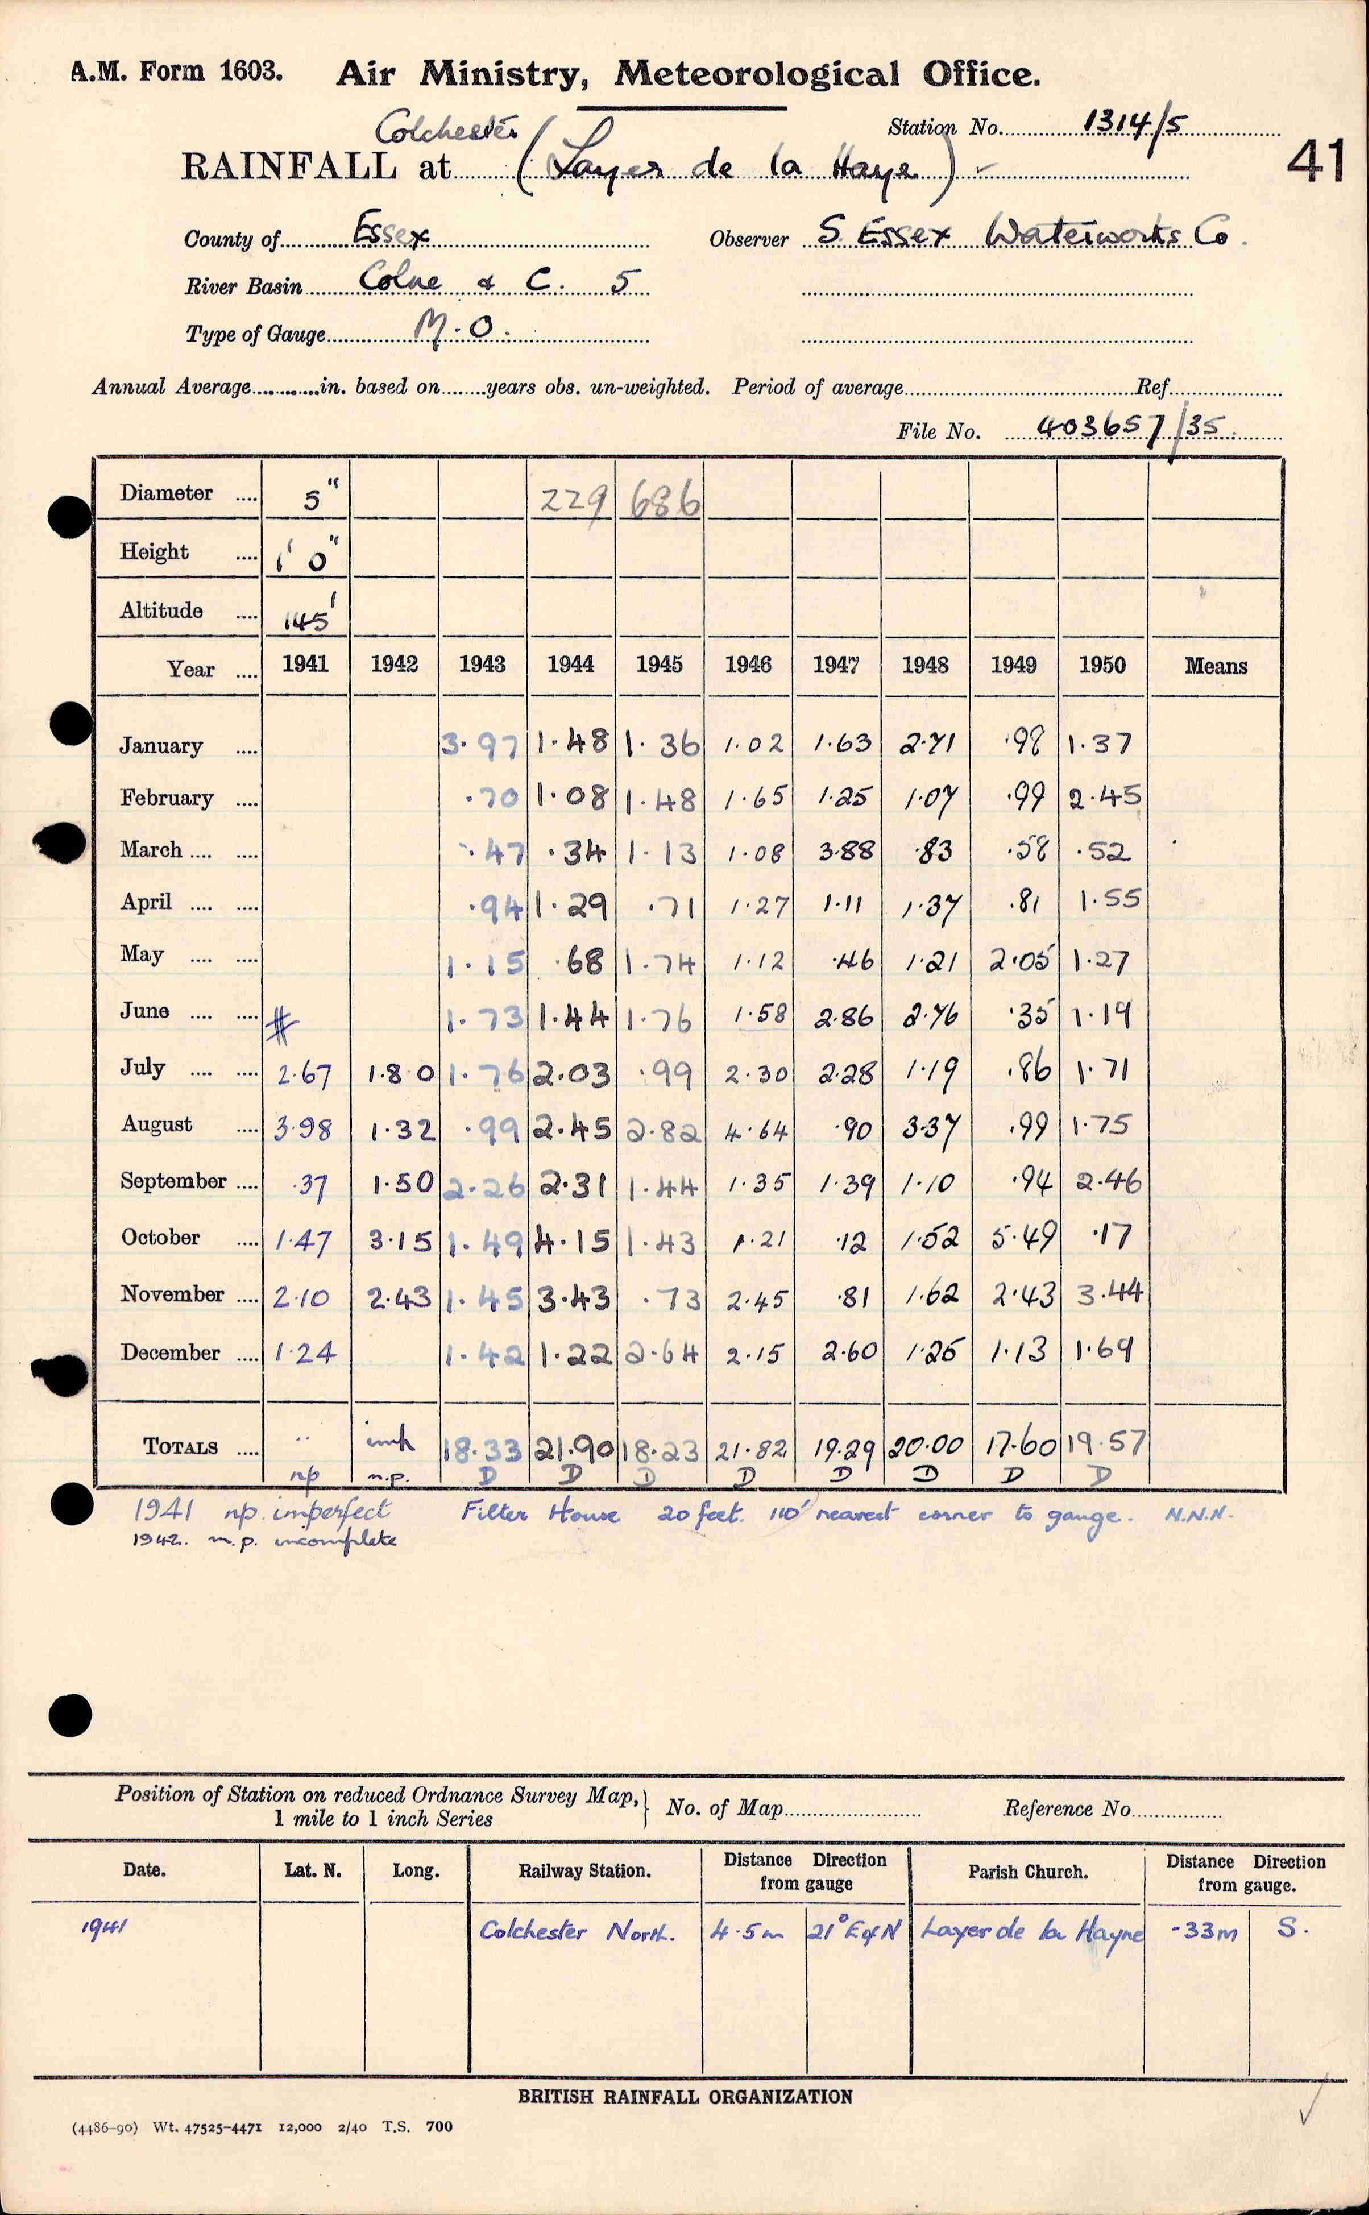 A.M. Form 1603. Air Ministry, Meteorological Office.
Colchester
Station No. 1314/5
RAINFALL at (Layer de la Haye)
41
County of Essex Observer S. Essex Waterworks Co.
River Basin Colne & C. 5
Type of Gauge M.O.
Annual Average in. based on years obs. un-weighted. Period of average Ref.
File No. 403657/35
Diameter 5" 229 686
Height 1' 0"
Altitude 145'
Year 1941 1942 1943 1944 1945 1946 1947 1948 1949 1950 Means
January 3.97 1.48 1.36 1.02 1.63 2.71 .98 1.37
February .70 1.08 1.48 1.65 1.25 1.07 .99 2.45
March .47 .34 1.13 1.08 3.88 .83 .58 .52
April .94 1.29 .71 1.27 1.11 1.37 .81 1.55
May 1.15 .68 1.74 1.12 .46 1.21 2.05 1.27
June # 1.73 1.44 1.76 1.58 2.86 2.76 .35 1.19
July 2.67 1.80 1.76 2.03 .99 2.30 2.28 1.19 .86 1.71
August 3.98 1.32 .99 2.45 2.82 4.64 .90 3.37 .99 1.75
September .37 1.50 2.26 2.31 1.44 1.35 1.39 1.10 .94 2.46
October 1.47 3.15 1.49 4.15 1.43 1.21 .12 1.52 5.49 .17
November 2.10 2.43 1.45 3.43 .73 2.45 .81 1.62 2.43 3.44
December 1.24 1.42 1.22 2.64 2.15 2.60 1.25 1.13 1.69
TOTALS 18.33 21.90 18.23 21.82 19.29 20.00 17.60 19.57
np n.p. D D D D D D D D
1941 np. imperfect Filter House 20 feet. 110' nearest corner to gauge. N.N.N.
1942. n.p. incomplete
Position of Station on reduced Ordnance Survey Map, 1 mile to 1 inch Series } No. of Map Reference No.
Date. Lat. N. Long. Railway Station. Distance Direction from gauge Parish Church. Distance Direction from gauge.
1941 Colchester North. 4.5m 21° E of N Layer de la Hayne .33m S.
BRITISH RAINFALL ORGANIZATION
(4486-90) Wt. 47525-4471 12,000 2/40 T.S. 700